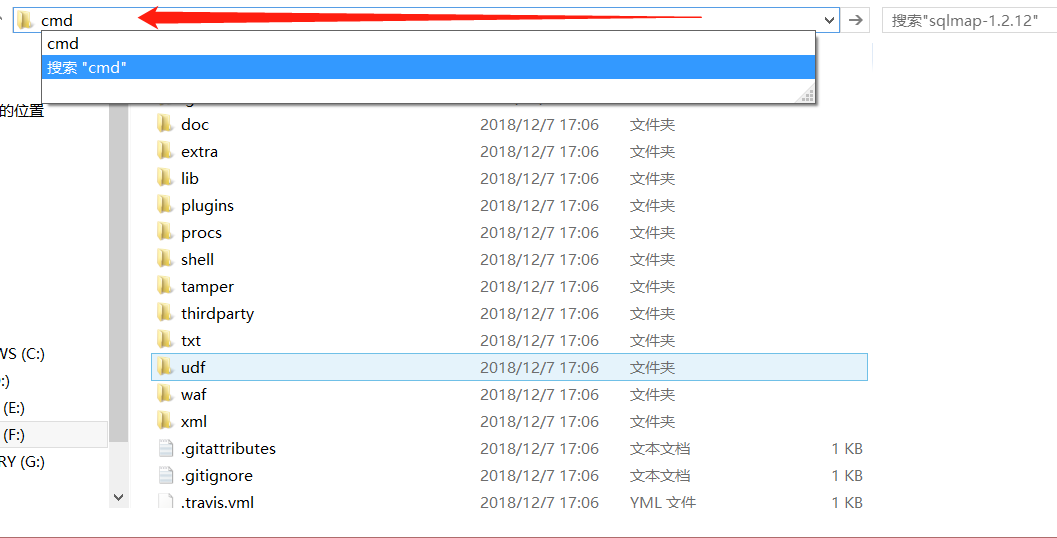 cmd
搜索"sqlmap-1.2.12"
cmd
搜索 "cmd"
的位置
doc 2018/12/7 17:06 文件夹
extra 2018/12/7 17:06 文件夹
lib 2018/12/7 17:06 文件夹
plugins 2018/12/7 17:06 文件夹
procs 2018/12/7 17:06 文件夹
shell 2018/12/7 17:06 文件夹
tamper 2018/12/7 17:06 文件夹
thirdparty 2018/12/7 17:06 文件夹
txt 2018/12/7 17:06 文件夹
WS (C:)
udf 2018/12/7 17:06 文件夹
:)
waf 2018/12/7 17:06 文件夹
(E:)
xml 2018/12/7 17:06 文件夹
(F:)
.gitattributes 2018/12/7 17:06 文本文档 1 KB
RY (G:)
.gitignore 2018/12/7 17:06 文本文档 1 KB
.travis.yml 2018/12/7 17:06 YML 文件 1 KB